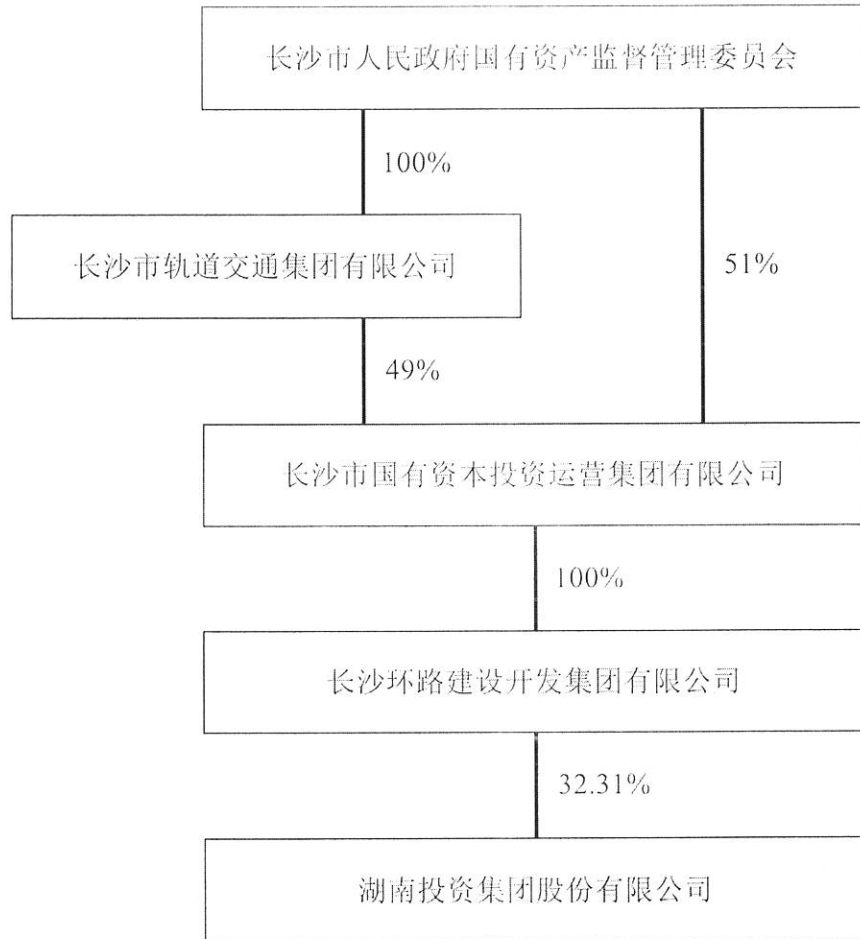 长沙市人民政府国有资产监督管理委员会
100%
长沙市轨道交通集团有限公司
51%
49%
长沙市国有资本投资运营集团有限公司
100%
长沙环路建设开发集团有限公司
32.31%
湖南投资集团股份有限公司